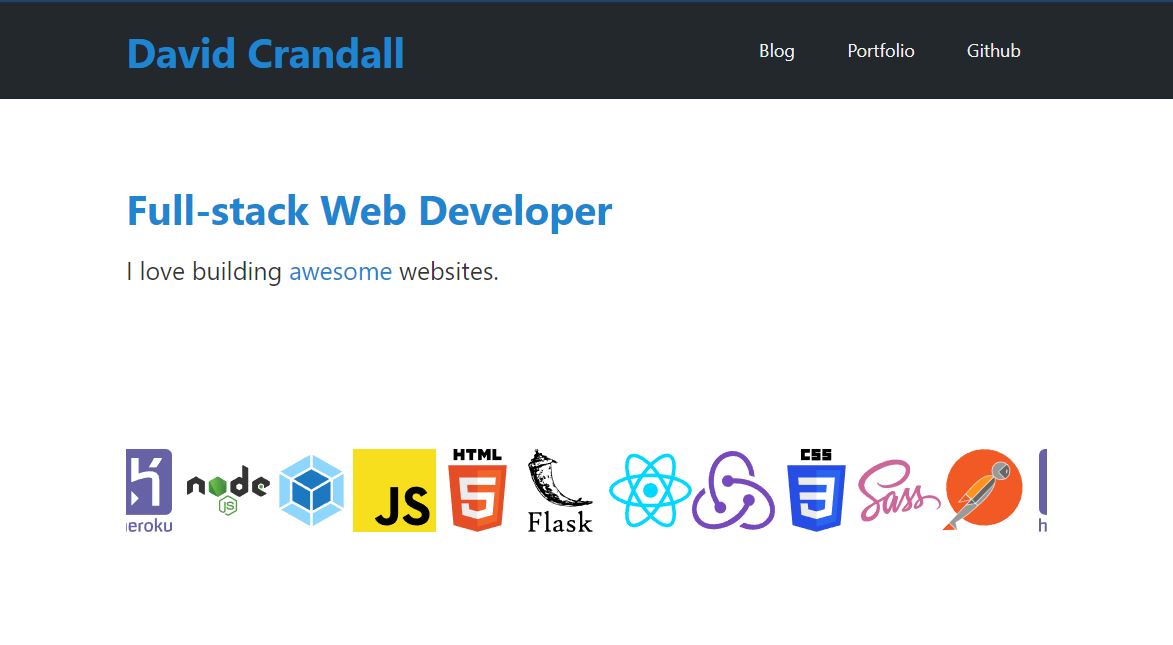 David Crandall
Blog Portfolio Github
Full-stack Web Developer
I love building awesome websites.
HTML
CSS
node
JS
JS
5
3
Sass
Flask
eroku
h